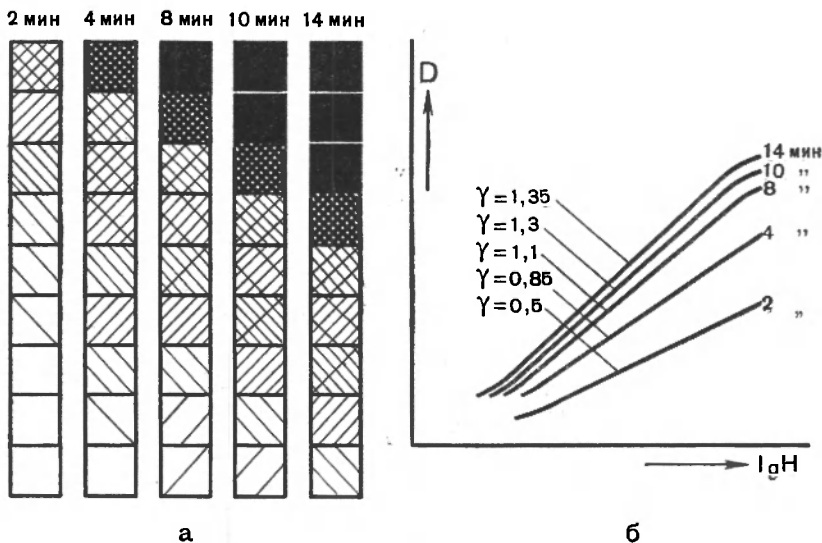 2 мин 4 мин 8 мин 10 мин 14 мин
D
14 мин
10 „
8 „
γ=1,35
γ=1,3
4 „
γ=1,1
γ=0,85
γ=0,5
2 „
lgH
а
б